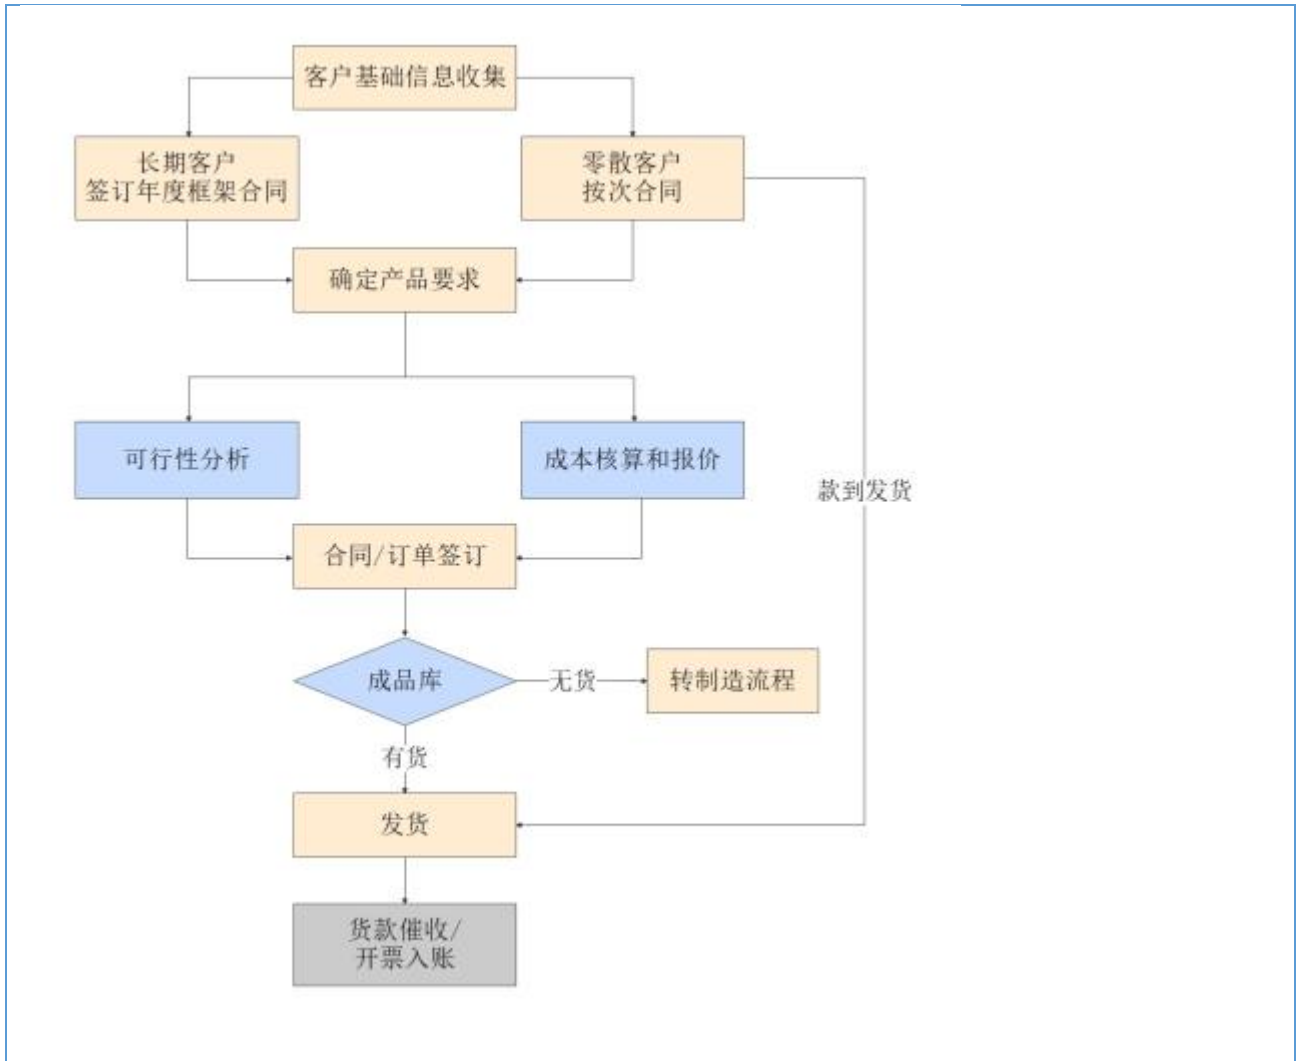 客户基础信息收集
长期客户
签订年度框架合同
零散客户
按次合同
确定产品要求
可行性分析
成本核算和报价
款到发货
合同/订单签订
成品库
无货
转制造流程
有货
发货
货款催收/
开票入账